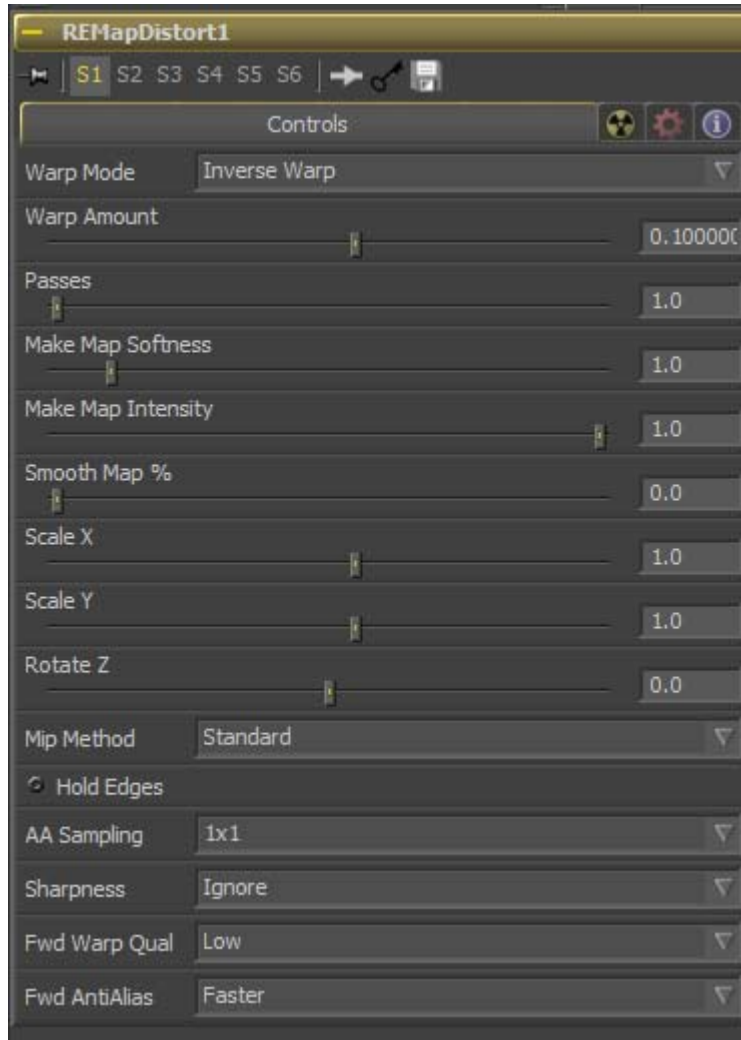 REMapDistort1
S1 S2 S3 S4 S5 S6
Controls
Warp Mode Inverse Warp
Warp Amount
0.100000
Passes
1.0
Make Map Softness
1.0
Make Map Intensity
1.0
Smooth Map %
0.0
Scale X
1.0
Scale Y
1.0
Rotate Z
0.0
Mip Method Standard
Hold Edges
AA Sampling 1x1
Sharpness Ignore
Fwd Warp Qual Low
Fwd AntiAlias Faster